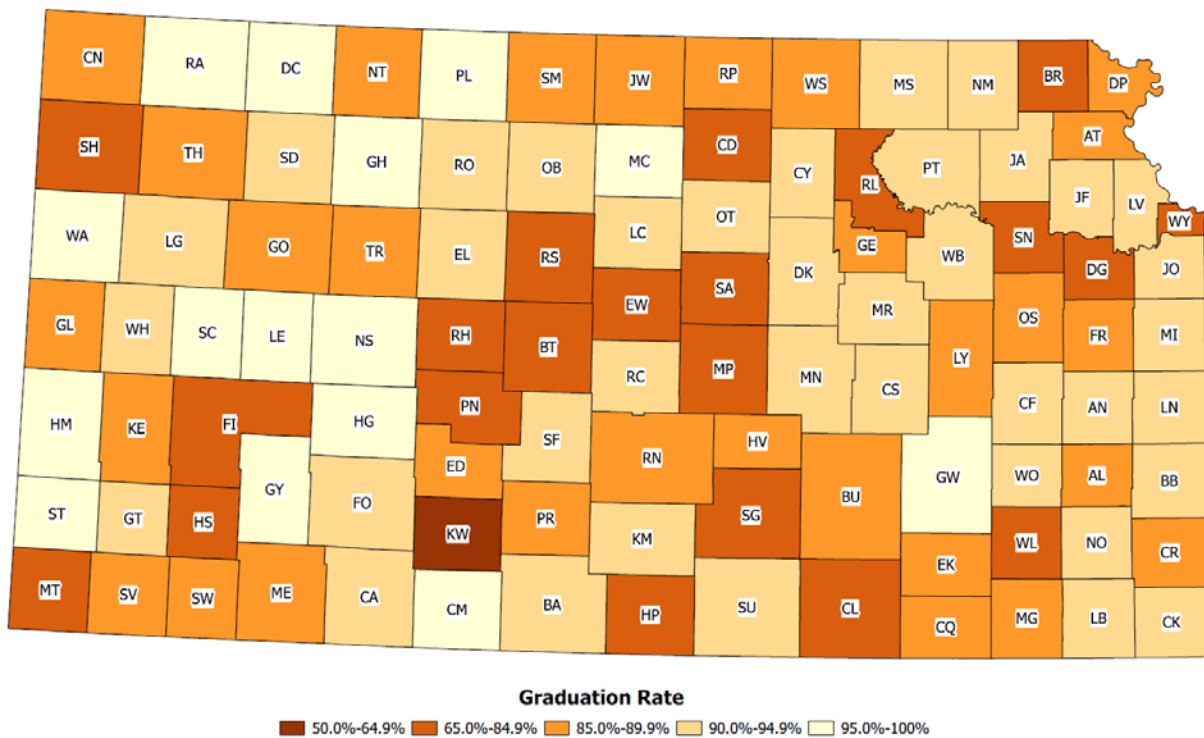 CN RA DC NT PL SM JW RP WS MS NM BR DP
SH TH SD GH RO OB MC CD CY RL PT JA AT
JF LV WY
WA LG GO TR EL RS LC OT DK GE WB SN DG JO
GL WH SC LE NS RH BT EW SA MR LY OS FR MI
HM KE FI HG PN RC MP MN CS CF AN LN
GY ED SF RN HV BU GW WO AL BB
ST GT HS FO KW PR KM SG WL NO CR
MT SV SW ME CA CM BA HP SU CL EK CQ MG LB CK
Graduation Rate
50.0%-64.9% 65.0%-84.9% 85.0%-89.9% 90.0%-94.9% 95.0%-100%